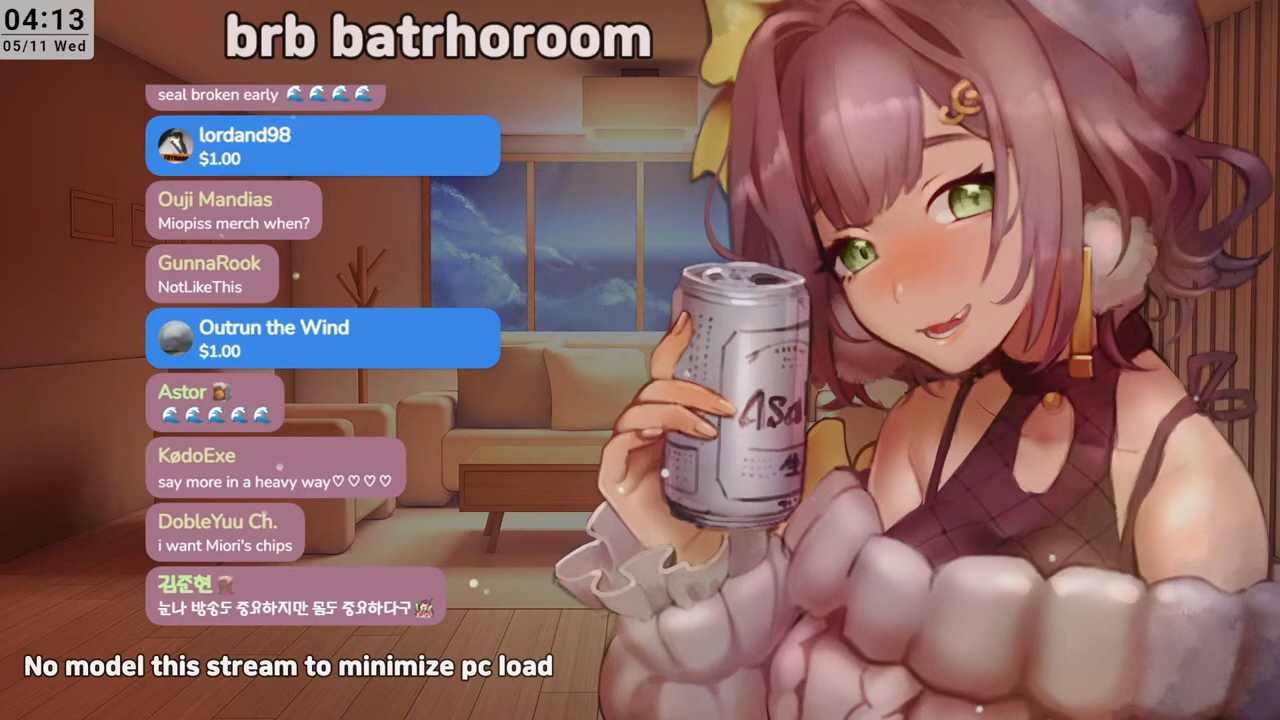 04:13
05/11 Wed
brb batrhoroom
seal broken early 🌊🌊🌊🌊
lordand98
$1.00
Ouji Mandias
Miopiss merch when?
GunnaRook
NotLikeThis
Outrun the Wind
$1.00
Astor
🌊🌊🌊🌊🌊
KødoExe
say more in a heavy way♡♡♡♡
DobleYuu Ch.
i want Miori's chips
김준현
눈나 방송도 중요하지만 몸도 중요하다구
No model this stream to minimize pc load
Asa